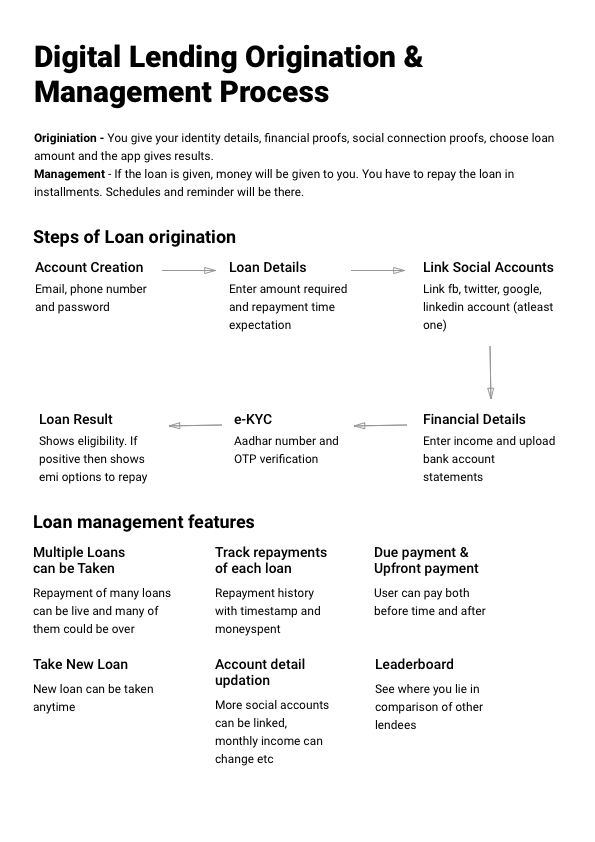 Digital Lending Origination &
Management Process
Originiation - You give your identity details, financial proofs, social connection proofs, choose loan
amount and the app gives results.
Management - If the loan is given, money will be given to you. You have to repay the loan in
installments. Schedules and reminder will be there.
Steps of Loan origination
Account Creation
Email, phone number
and password
Loan Details
Enter amount required
and repayment time
expectation
Link Social Accounts
Link fb, twitter, google,
linkedin account (atleast
one)
Financial Details
Enter income and upload
bank account
statements
e-KYC
Aadhar number and
OTP verification
Loan Result
Shows eligibility. If
positive then shows
emi options to repay
Loan management features
Multiple Loans
can be Taken
Repayment of many loans
can be live and many of
them could be over
Track repayments
of each loan
Repayment history
with timestamp and
moneyspent
Due payment &
Upfront payment
User can pay both
before time and after
Take New Loan
New loan can be taken
anytime
Account detail
updation
More social accounts
can be linked,
monthly income can
change etc
Leaderboard
See where you lie in
comparison of other
lendees